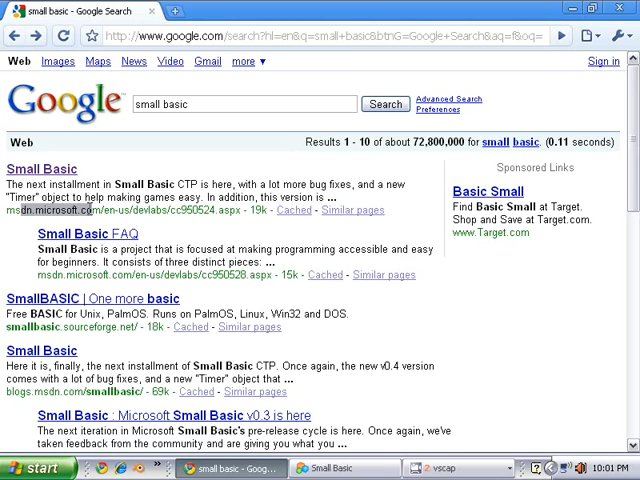 small basic - Google Search
http://www.google.com/search?hl=en&q=small+basic&btnG=Google+Search&aq=f&oq=
Web Images Maps News Video Gmail more ▼ Sign in
Google
small basic
Search
Advanced Search
Preferences
Web
Results 1 - 10 of about 72,800,000 for small basic. (0.11 seconds)
Small Basic
The next installment in Small Basic CTP is here, with a lot more bug fixes, and a new
"Timer" object to help making games easy. In addition, this version is ...
msdn.microsoft.com/en-us/devlabs/cc950524.aspx - 19k - Cached - Similar pages
Small Basic FAQ
Small Basic is a project that is focused at making programming accessible and easy
for beginners. It consists of three distinct pieces: ...
msdn.microsoft.com/en-us/devlabs/cc950528.aspx - 15k - Cached - Similar pages
SmallBASIC | One more basic
Free BASIC for Unix, PalmOS. Runs on PalmOS, Linux, Win32 and DOS.
smallbasic.sourceforge.net/ - 18k - Cached - Similar pages
Small Basic
Here it is, finally, the next installment of Small Basic CTP. Once again, the new v0.4 version
comes with a lot of bug fixes, and a new "Timer" object that ...
blogs.msdn.com/smallbasic/ - 69k - Cached - Similar pages
Small Basic : Microsoft Small Basic v0.3 is here
The next iteration in Microsoft Small Basic's pre-release cycle is here. Once again, we've
taken feedback from the community and are giving you what you ...
Sponsored Links
Basic Small
Find Basic Small at Target.
Shop and Save at Target.com.
www.Target.com
start
»
small basic - Goog...
Small Basic
2 vscap
10:01 PM